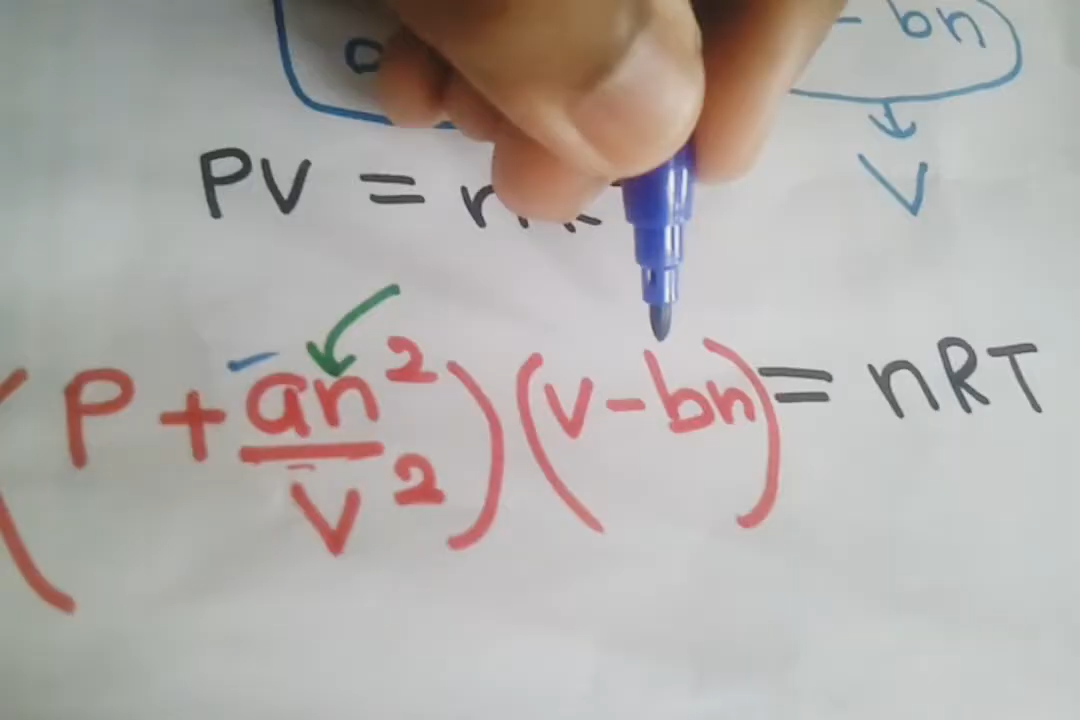 - bn
V
PV =
(P + an²/V²)(V - bn) = nRT